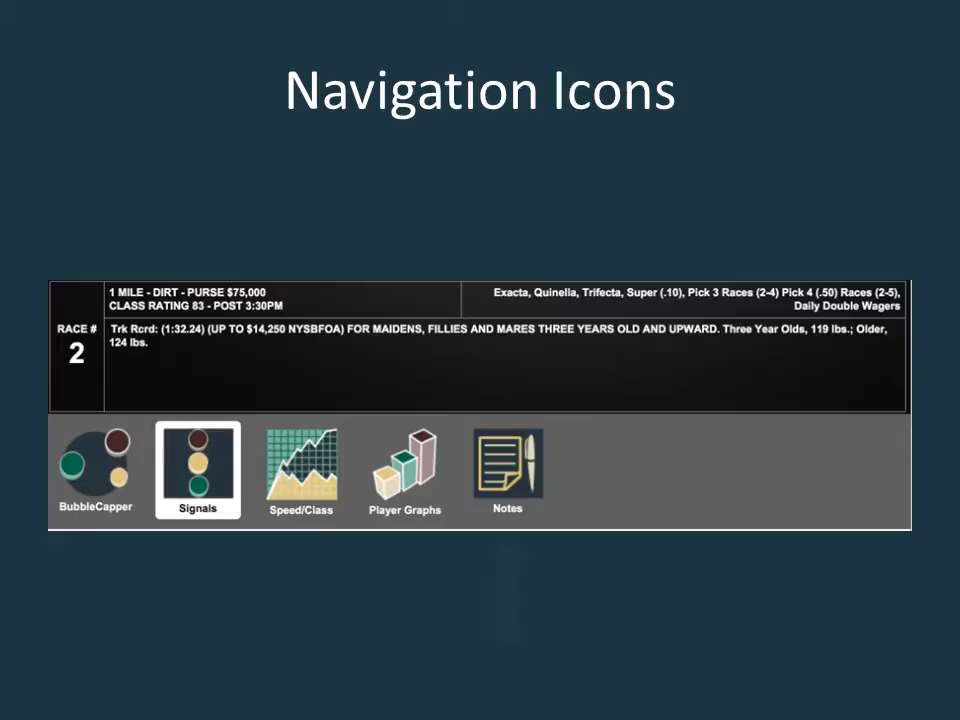 Navigation Icons
1 MILE - DIRT - PURSE $75,000
CLASS RATING 83 - POST 3:30PM
Exacta, Quinella, Trifecta, Super (.10), Pick 3 Races (2-4) Pick 4 (.50) Races (2-5),
Daily Double Wagers
RACE #
2
Trk Rcrd: (1:32.24) (UP TO $14,250 NYSBFOA) FOR MAIDENS, FILLIES AND MARES THREE YEARS OLD AND UPWARD. Three Year Olds, 119 lbs.; Older,
124 lbs.
BubbleCapper
Signals
Speed/Class
Player Graphs
Notes